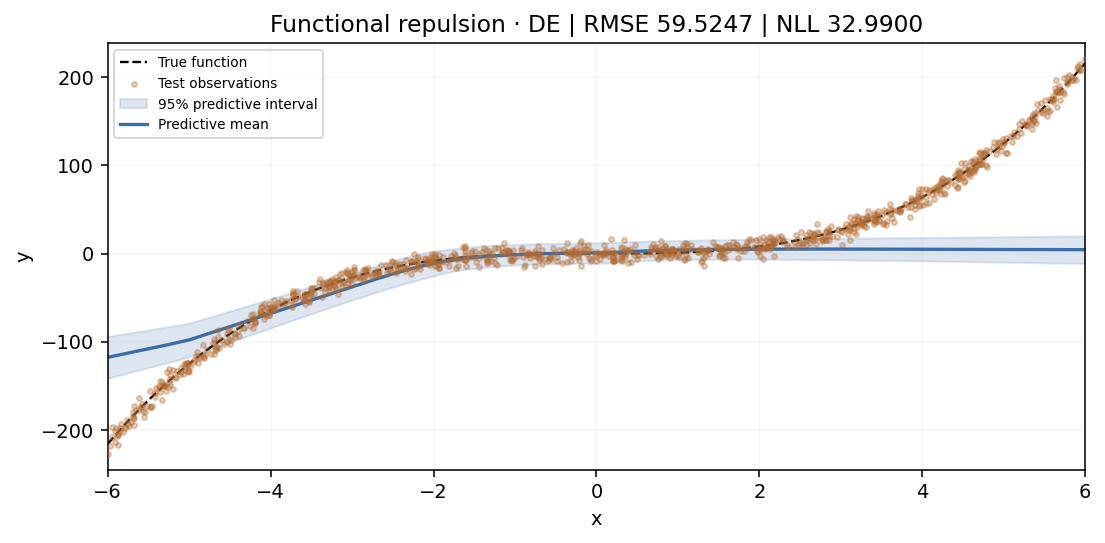 Functional repulsion · DE | RMSE 59.5247 | NLL 32.9900
True function
Test observations
95% predictive interval
Predictive mean
200
100
0
−100
−200
y
−6
−4
−2
0
2
4
6
x